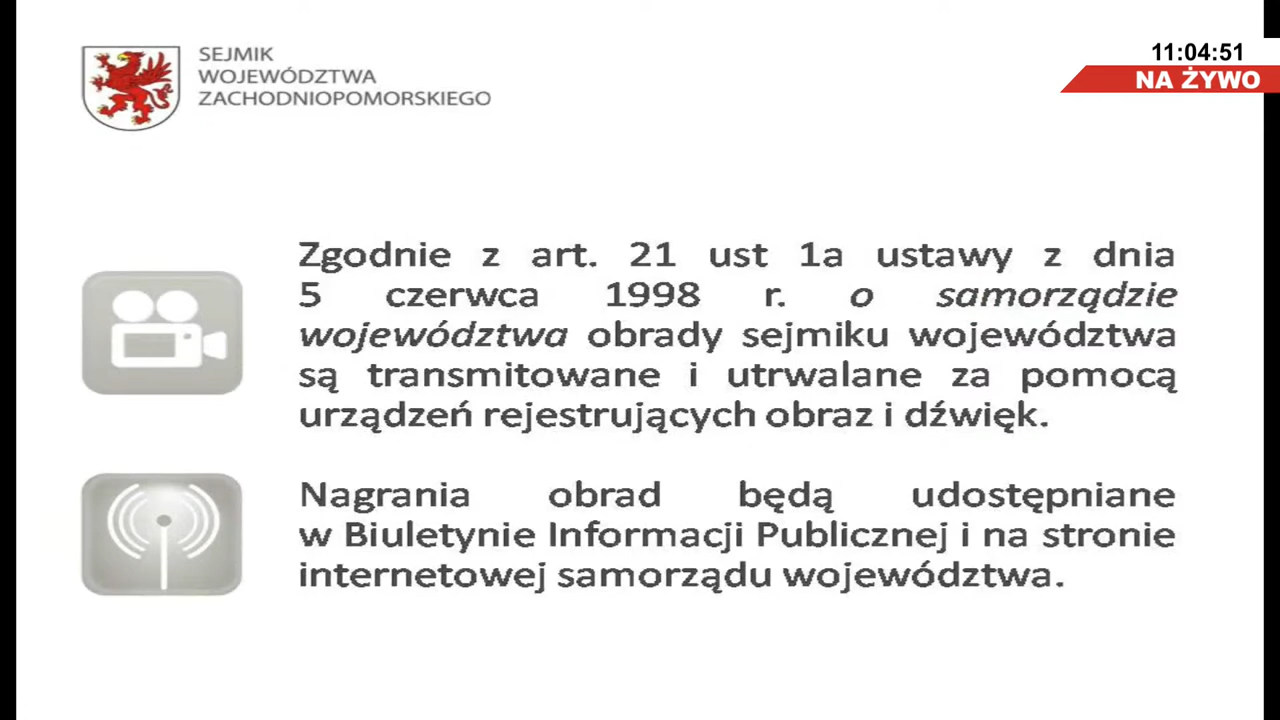 SEJMIK
WOJEWÓDZTWA
ZACHODNIOPOMORSKIEGO
11:04:51
NA ŻYWO
Zgodnie z art. 21 ust 1a ustawy z dnia
5 czerwca 1998 r. o samorządzie
województwa obrady sejmiku województwa
są transmitowane i utrwalane za pomocą
urządzeń rejestrujących obraz i dźwięk.
Nagrania obrad będą udostępniane
w Biuletynie Informacji Publicznej i na stronie
internetowej samorządu województwa.